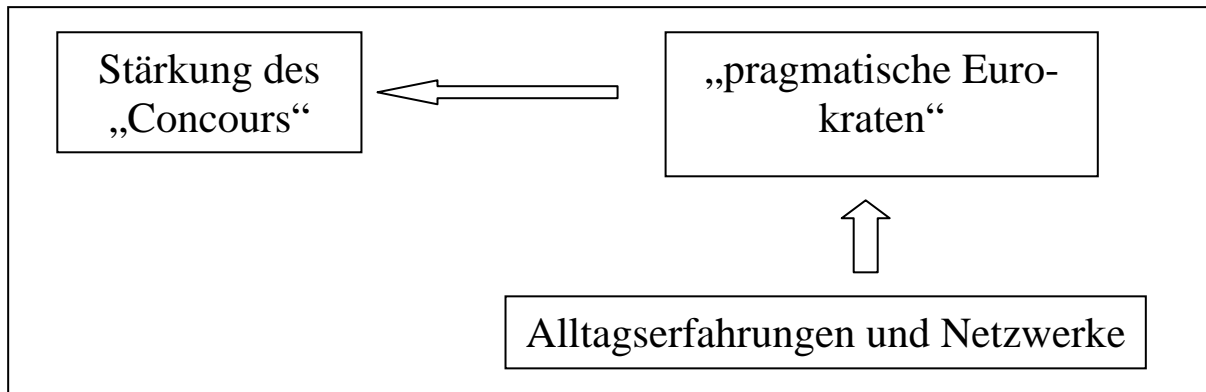 Stärkung des
„Concours“
„pragmatische Euro-
kraten“
Alltagserfahrungen und Netzwerke